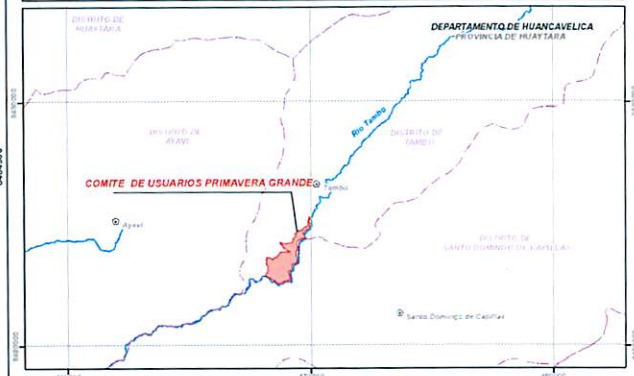 DISTRITO DE
HUAYTARA
DEPARTAMENTO DE HUANCAVELICA
PROVINCIA DE HUAYTARA
Rio Tambo
DISTRITO DE
AYAVI
DISTRITO DE
TAMBO
COMITE DE USUARIOS PRIMAVERA GRANDE
Tambo
Ayavi
DISTRITO DE
SANTO DOMINGO DE CAPILLAS
Santo Domingo de Capillas